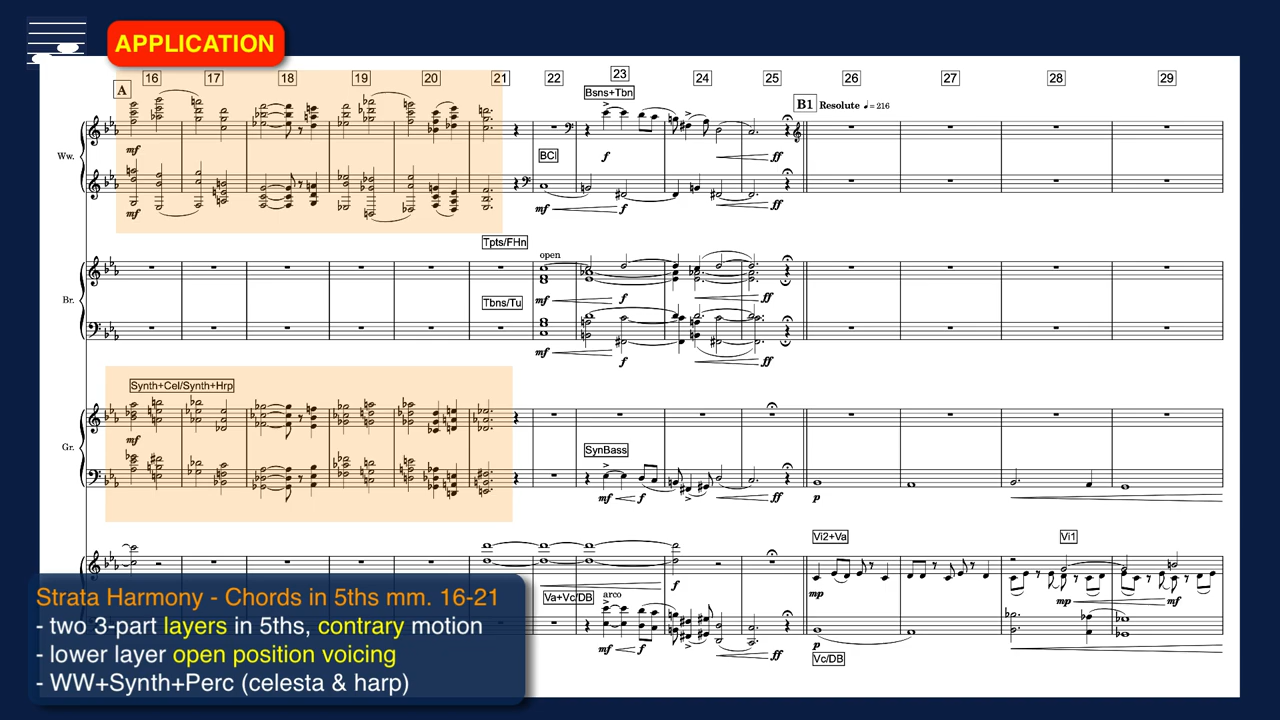 APPLICATION
16 17 18 19 20 21 22 23 24 25 26 27 28 29
A
Bsns+Tbn
B1 Resolute ♩= 216
Ww.
mf
f
ff
BCl
mf
mf
f
ff
Tpts/FHn
open
Br.
mf
f
ff
Tbns/Tu
mf
f
ff
Synth+Cel/Synth+Hrp
Gr.
mf
SynBass
mf
f
ff
p
Vi2+Va
Vi1
f
mp
mp
mf
Va+Vc/DB
arco
mf
f
ff
p
Vc/DB
Strata Harmony - Chords in 5ths mm. 16-21
- two 3-part layers in 5ths, contrary motion
- lower layer open position voicing
- WW+Synth+Perc (celesta & harp)